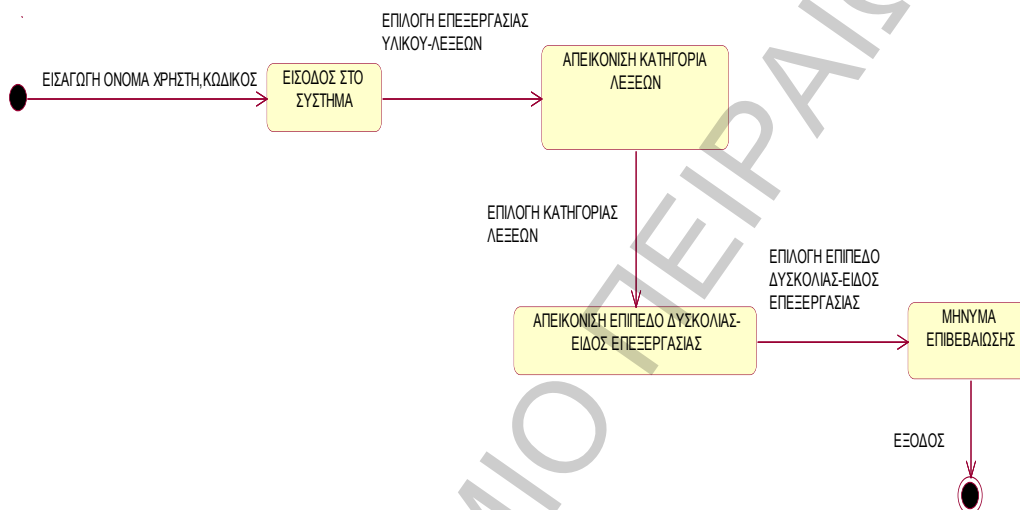 ΕΠΙΛΟΓΗ ΕΠΕΞΕΡΓΑΣΙΑΣ
ΥΛΙΚΟΥ-ΛΕΞΕΩΝ
ΕΙΣΑΓΩΓΗ ΟΝΟΜΑ ΧΡΗΣΤΗ,ΚΩΔΙΚΟΣ
ΕΙΣΟΔΟΣ ΣΤΟ
ΣΥΣΤΗΜΑ
ΑΠΕΙΚΟΝΙΣΗ ΚΑΤΗΓΟΡΙΑ
ΛΕΞΕΩΝ
ΕΠΙΛΟΓΗ ΚΑΤΗΓΟΡΙΑΣ
ΛΕΞΕΩΝ
ΕΠΙΛΟΓΗ ΕΠΙΠΕΔΟ
ΔΥΣΚΟΛΙΑΣ-ΕΙΔΟΣ
ΕΠΕΞΕΡΓΑΣΙΑΣ
ΑΠΕΙΚΟΝΙΣΗ ΕΠΙΠΕΔΟ ΔΥΣΚΟΛΙΑΣ-
ΕΙΔΟΣ ΕΠΕΞΕΡΓΑΣΙΑΣ
ΜΗΝΥΜΑ
ΕΠΙΒΕΒΑΙΩΣΗΣ
ΕΞΟΔΟΣ